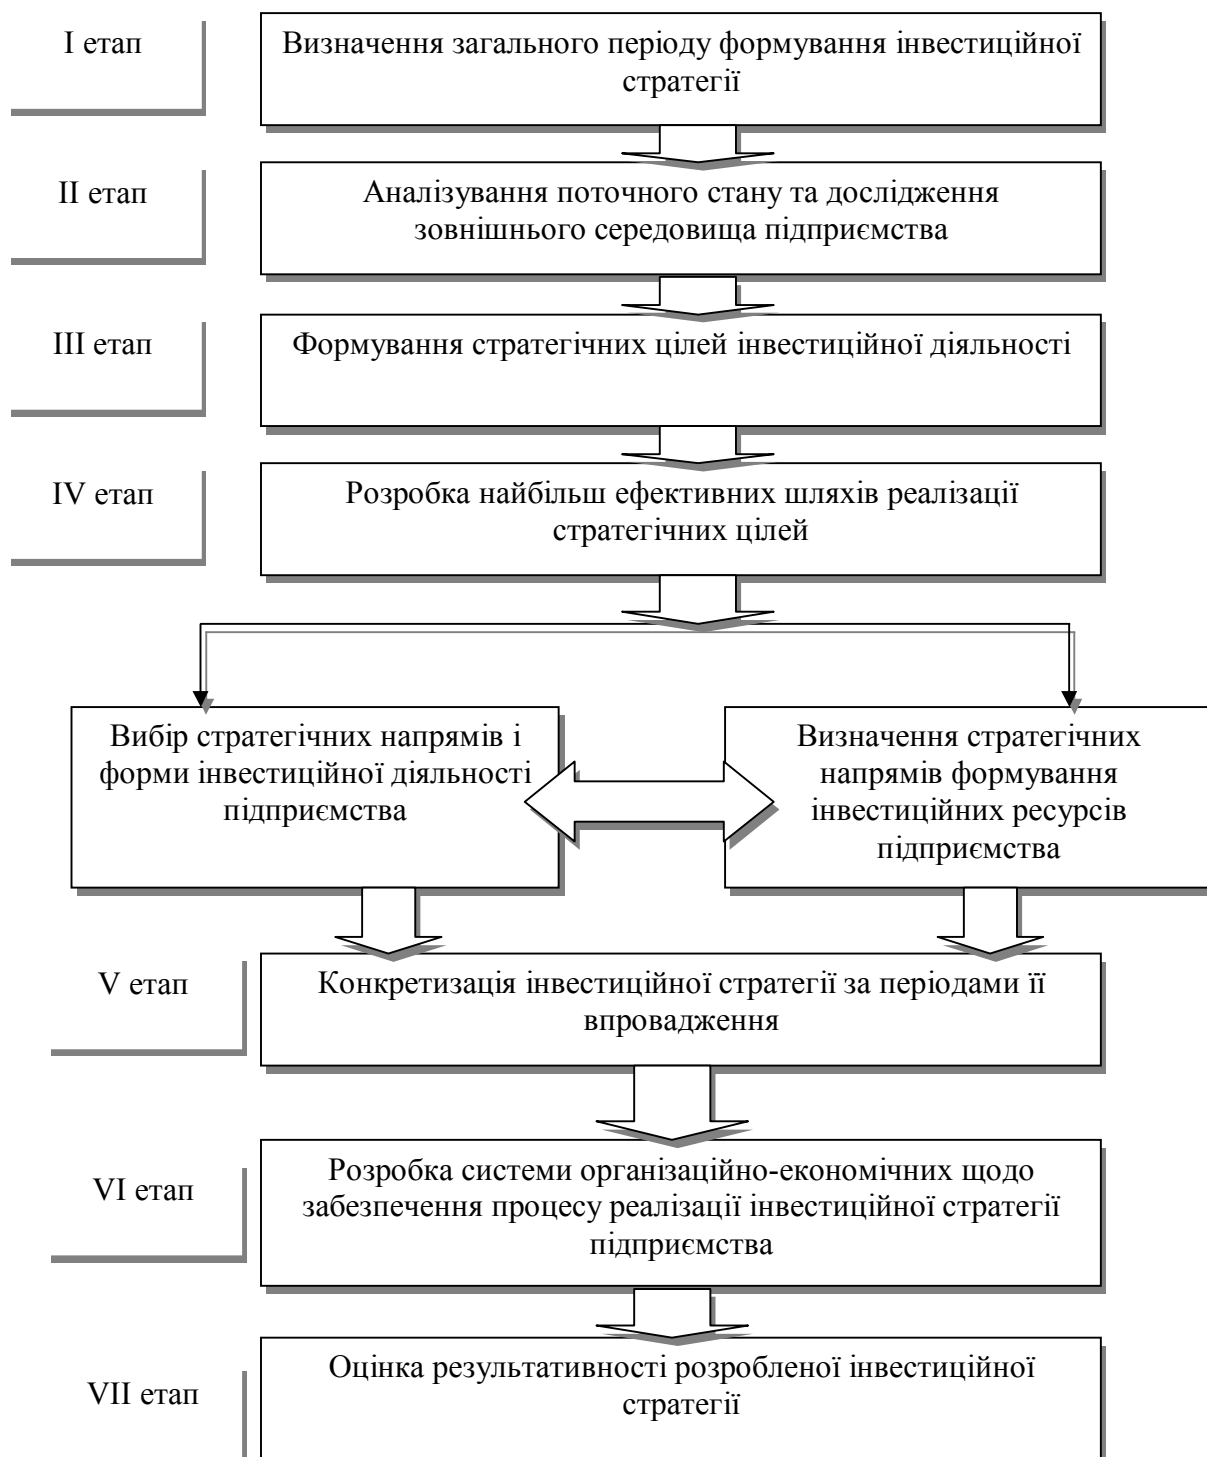 І етап
Визначення загального періоду формування інвестиційної
стратегії
ІІ етап
Аналізування поточного стану та дослідження
зовнішнього середовища підприємства
ІІІ етап
Формування стратегічних цілей інвестиційної діяльності
IV етап
Розробка найбільш ефективних шляхів реалізації
стратегічних цілей
Вибір стратегічних напрямів і
форми інвестиційної діяльності
підприємства
Визначення стратегічних
напрямів формування
інвестиційних ресурсів
підприємства
V етап
Конкретизація інвестиційної стратегії за періодами її
впровадження
VI етап
Розробка системи організаційно-економічних щодо
забезпечення процесу реалізації інвестиційної стратегії
підприємства
VII етап
Оцінка результативності розробленої інвестиційної
стратегії